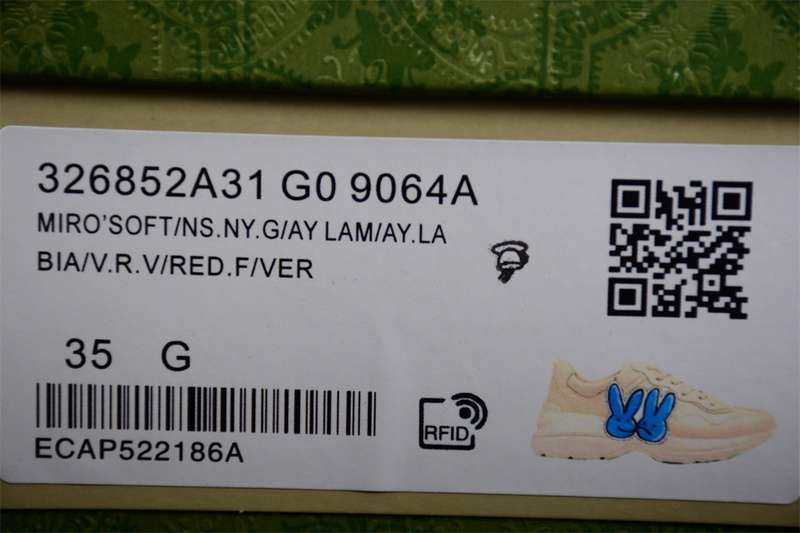 326852A31 G0 9064A
MIRO'SOFT/NS.NY.G/AY LAM/AY.LA
BIA/V.R.V/RED.F/VER
35 G
ECAP522186A
RFID